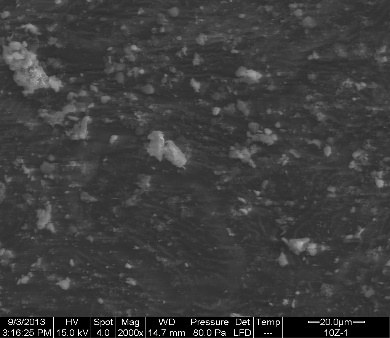 9/3/2013 HV Spot Mag WD Pressure Det Temp 20.0µm
3:16:25 PM 15.0 kV 4.0 2000x 14.7 mm 80.0 Pa LFD --- 10Z-1